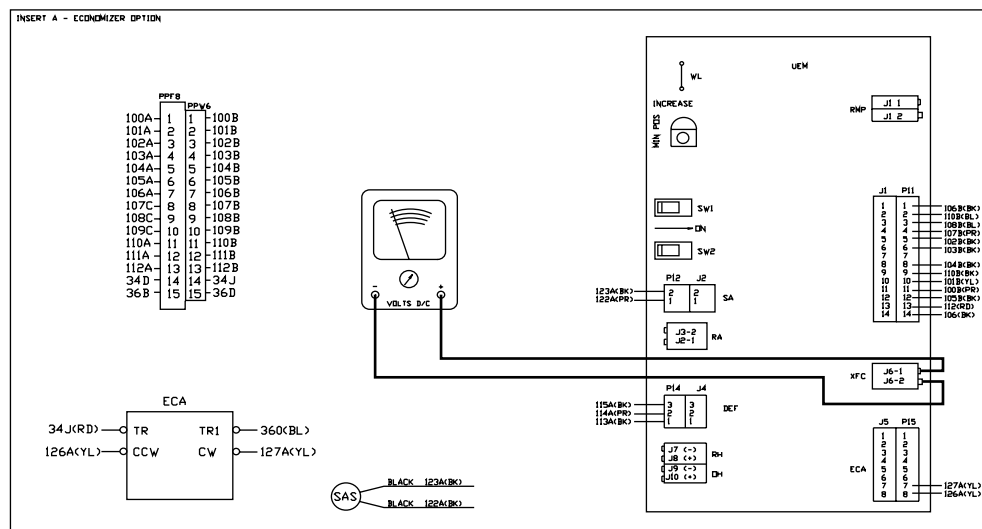 INSERT A - ECONOMIZER OPTION
UEM
WL
INCREASE
MIN POS
RMP
J1 1
J1 2
PPF8
PPW6
100A 1 1 100B
101A 2 2 101B
102A 3 3 102B
103A 4 4 103B
104A 5 5 104B
105A 6 6 105B
106A 7 7 106B
107C 8 8 107B
108C 9 9 108B
109C 10 10 109B
110A 11 11 110B
111A 12 12 111B
112A 13 13 112B
34D 14 14 34J
36B 15 15 36D
- +
VOLTS D/C
SW1
ON
SW2
J1 P11
1 1 106B(BK)
2 2 110B(BL)
3 3 108B(BL)
4 4 107B(PR)
5 5 102B(BK)
6 6 103B(BK)
7 7
8 8 104B(BK)
9 9 110B(BK)
10 10 101B(YL)
11 11 100B(PR)
12 12 105B(BK)
13 13 112(RD)
14 14 106(BK)
P12 J2
123A(BK) 2 2
122A(PR) 1 1
SA
J3-2
J2-1
RA
XFC
J6-1
J6-2
P14 J4
115A(BK) 3 3
114A(PR) 2 2
113A(BK) 1 1
DEF
J7 (-)
J8 (+)
RH
J9 (-)
J10 (+)
OH
ECA
J5 P15
1 1
2 2
3 3
4 4
5 5
6 6
7 7 127A(YL)
8 8 126A(YL)
ECA
34J(RD) TR TR1 360(BL)
126A(YL) CCW CW 127A(YL)
SAS
BLACK 123A(BK)
BLACK 122A(BK)